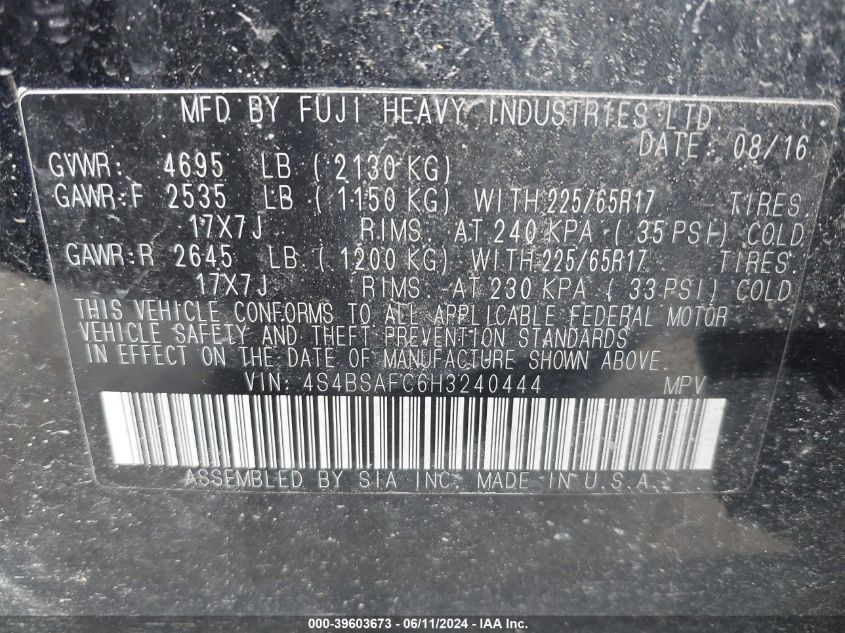 MFD BY FUJI HEAVY INDUSTRIES LTD.
DATE: 08/16
GVWR: 4695 LB ( 2130 KG)
GAWR:F 2535 LB ( 1150 KG) WITH 225/65R17 TIRES.
17X7J RIMS. AT 240 KPA ( 35 PSI) COLD
GAWR:R 2645 LB ( 1200 KG) WITH 225/65R17 TIRES.
17X7J RIMS. AT 230 KPA ( 33 PSI) COLD
THIS VEHICLE CONFORMS TO ALL APPLICABLE FEDERAL MOTOR
VEHICLE SAFETY AND THEFT PREVENTION STANDARDS
IN EFFECT ON THE DATE OF MANUFACTURE SHOWN ABOVE.
VIN: 4S4BSAFC6H3240444 MPV
ASSEMBLED BY SIA INC. MADE IN U.S.A.
000-39603673 - 06/11/2024 - IAA Inc.